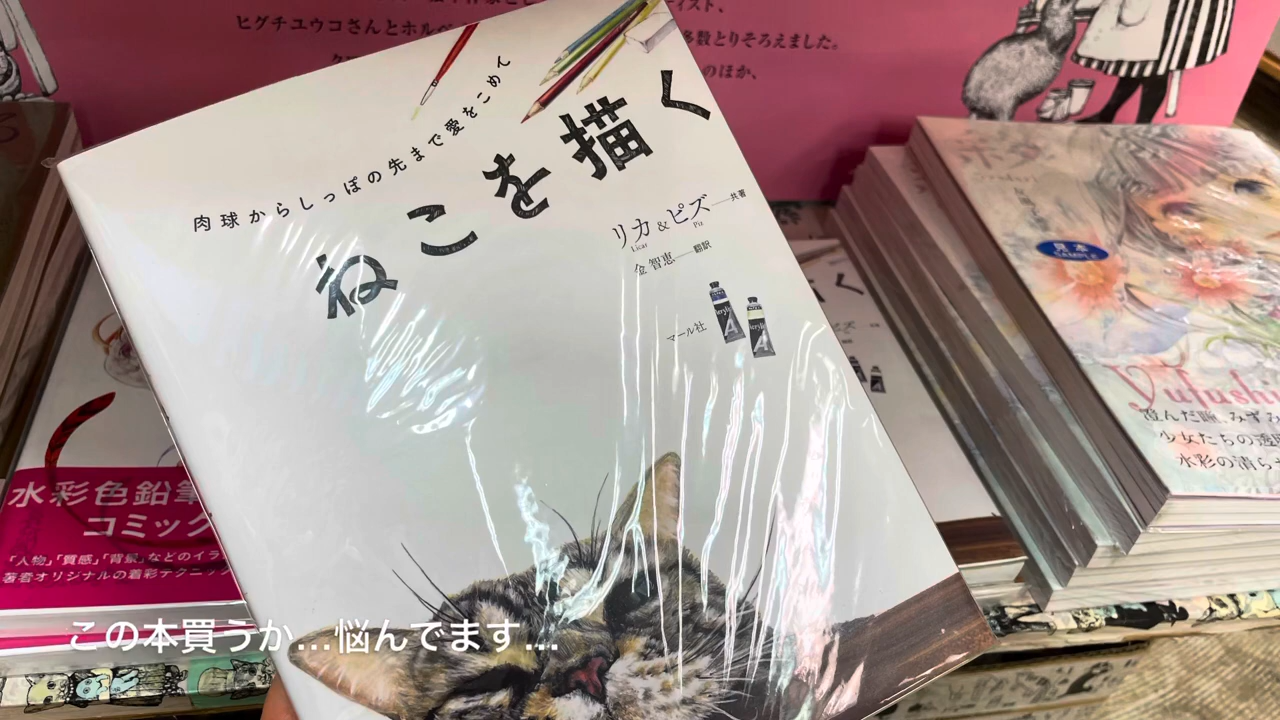 ヒグチユウコさんとホルベ
多数とりそろえました。
のほか、
肉球からしっぽの先まで愛をこめて
ねこを描く
リカ&ピズ—共著
Licar Piz
金智恵—翻訳
マール社
A
A
見本
SAMPLE
Yufushi
澄んだ瞳、みずみ
少女たちの透明
水彩の清らか
水彩色鉛筆
コミック
「人物」「質感」「背景」などのイラ
著者オリジナルの着彩テクニック
この本買うか...悩んでます...